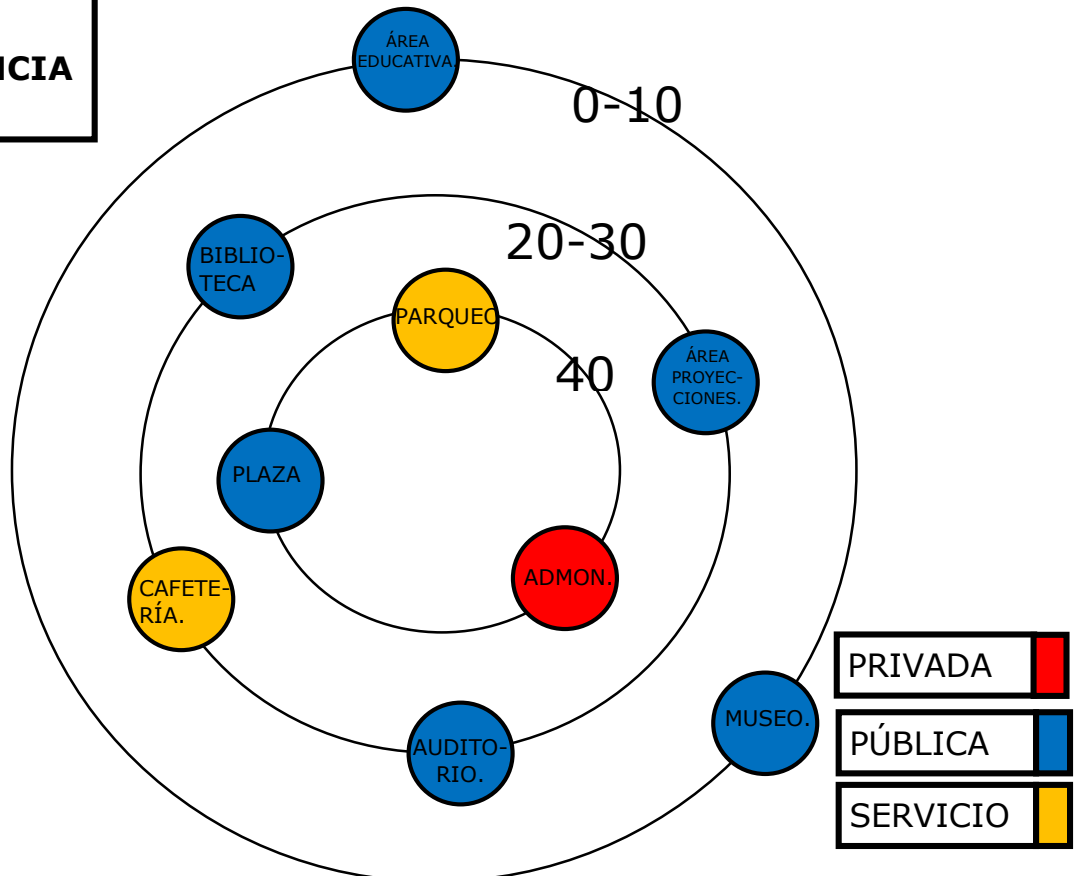 ÁREA
EDUCATIVA.
0-10
20-30
BIBLIO-
TECA
PARQUEO
ÁREA
PROYEC-
CIONES.
40
PLAZA
ADMON.
CAFETE-
RÍA.
AUDITO-
RIO.
MUSEO.
PRIVADA
PÚBLICA
SERVICIO